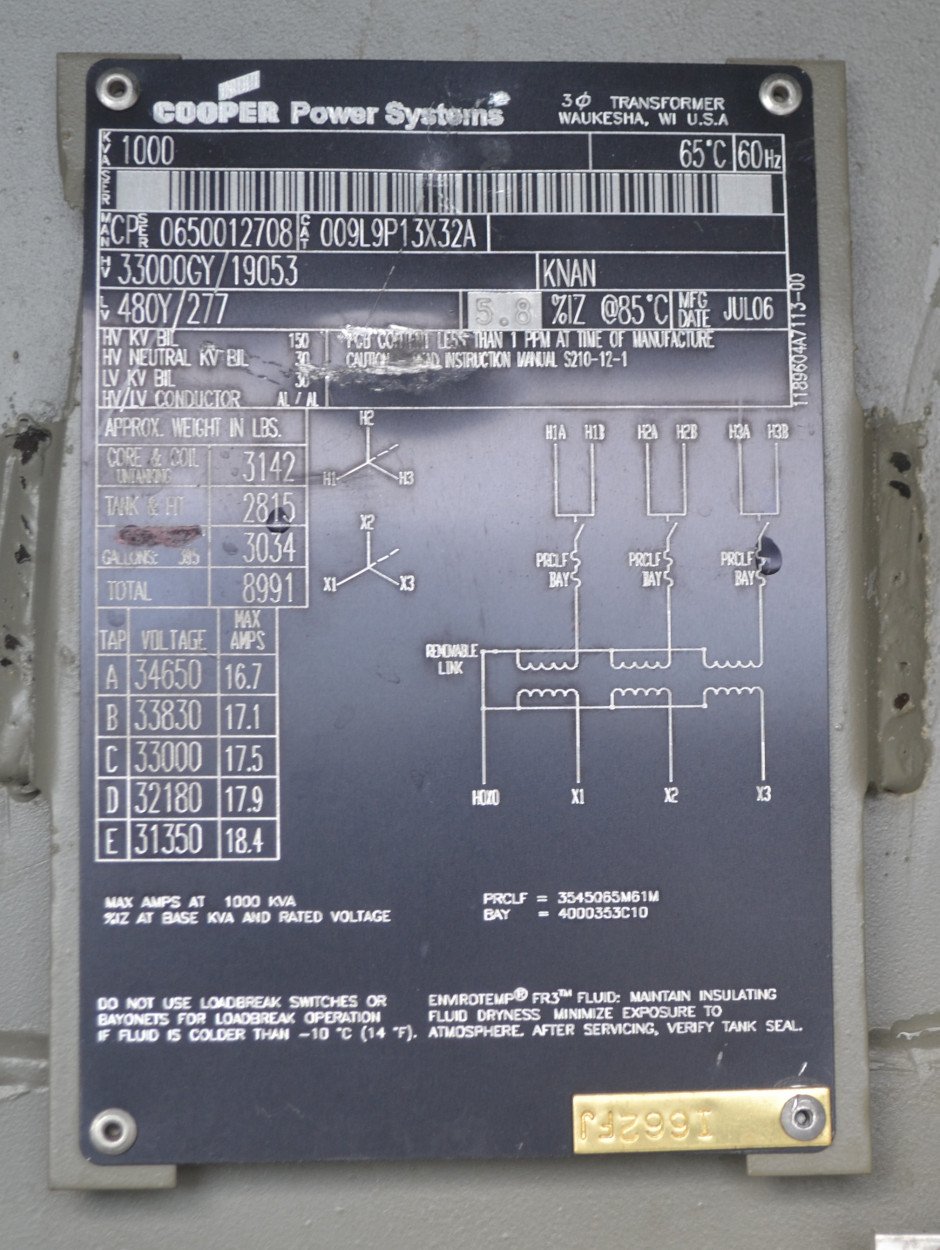 COOPER Power Systems
3Φ TRANSFORMER
WAUKESHA, WI U.S.A
KVA 1000 65°C 60Hz
SER
MAN CP SER 0650012708 CAT 009L9P13X32A
HV 33000GY/19053 KNAN
LV 480Y/277 5.8 %IZ @85°C MFG DATE JUL06
HV KV BIL 150
HV NEUTRAL KV BIL 30
LV KV BIL 30
HV/LV CONDUCTOR AL / AL
PCB CONTENT LESS THAN 1 PPM AT TIME OF MANUFACTURE
CAUTION READ INSTRUCTION MANUAL S210-12-1
1189604A7113-00
APPROX. WEIGHT IN LBS.
CORE & COIL UNTANKING 3142
TANK & FIT 2815
GALLONS: 395 3034
TOTAL 8991
H2
H1 H3
X2
X1 X3
H1A H1B H2A H2B H3A H3B
PRCLF PRCLF PRCLF
BAY BAY BAY
REMOVABLE
LINK
H0X0 X1 X2 X3
TAP VOLTAGE MAX AMPS
A 34650 16.7
B 33830 17.1
C 33000 17.5
D 32180 17.9
E 31350 18.4
MAX AMPS AT 1000 KVA
%IZ AT BASE KVA AND RATED VOLTAGE
PRCLF = 3545065M61M
BAY = 4000353C10
DO NOT USE LOADBREAK SWITCHES OR
BAYONETS FOR LOADBREAK OPERATION
IF FLUID IS COLDER THAN -10 °C (14 °F).
ENVIROTEMP® FR3™ FLUID: MAINTAIN INSULATING
FLUID DRYNESS MINIMIZE EXPOSURE TO
ATMOSPHERE. AFTER SERVICING, VERIFY TANK SEAL.
I662FJ